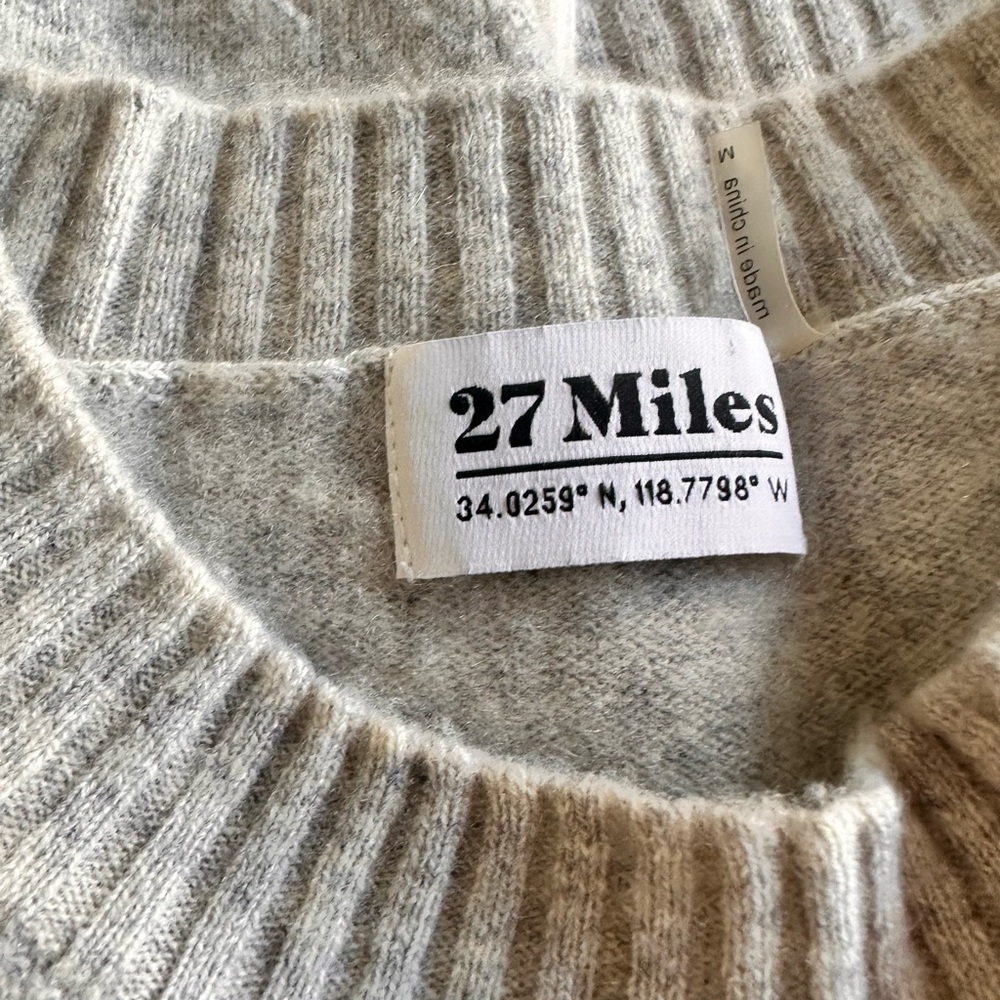 27 Miles
34.0259° N, 118.7798° W
M made in china